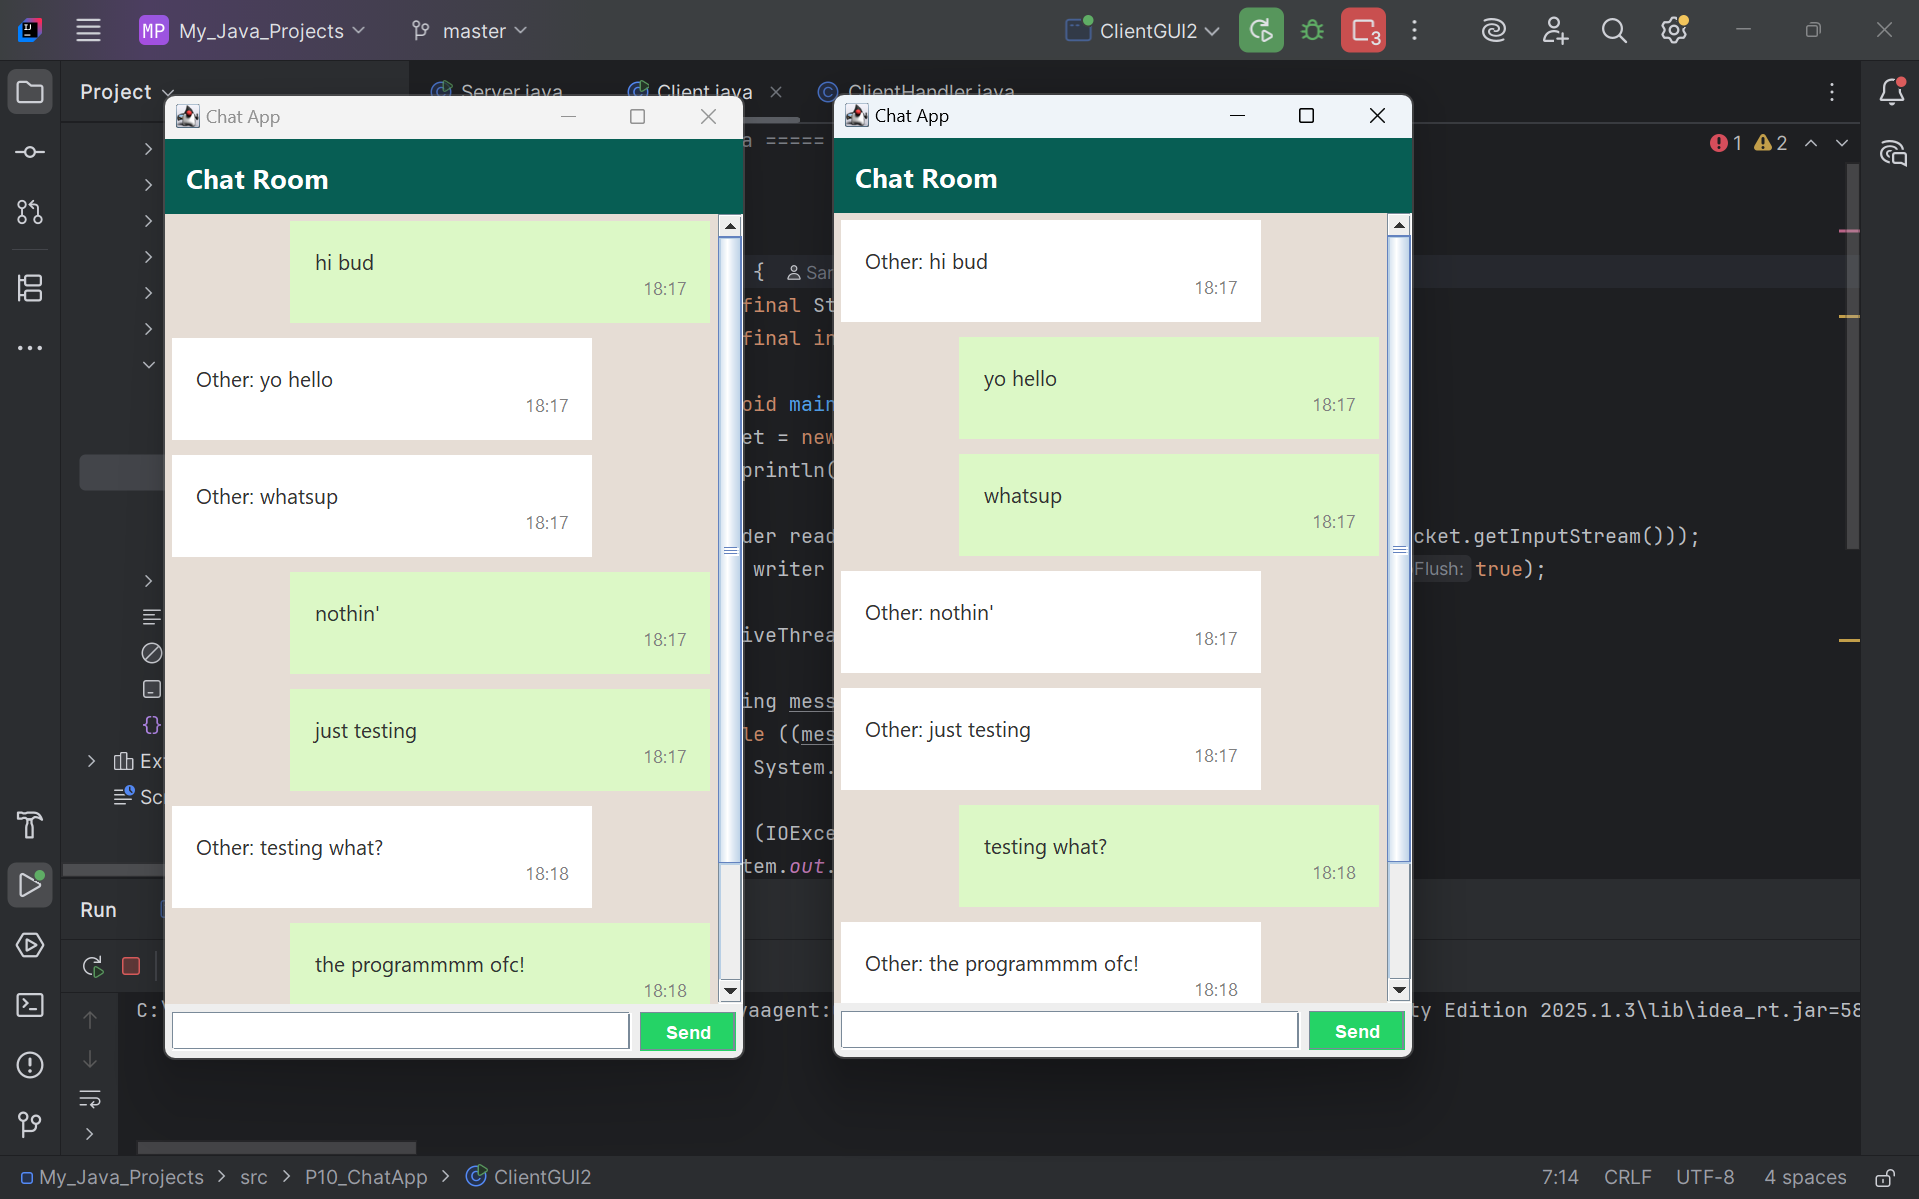 MP My_Java_Projects master ClientGUI2 3
Project Server.java Client.java ClientHandler.java
Chat App
Chat Room
hi bud
18:17
Other: yo hello
18:17
Other: whatsup
18:17
nothin'
18:17
just testing
18:17
Other: testing what?
18:18
the programmmm ofc!
18:18
Send
Chat App
Chat Room
Other: hi bud
18:17
yo hello
18:17
whatsup
18:17
Other: nothin'
18:17
Other: just testing
18:17
testing what?
18:18
Other: the programmmm ofc!
18:18
Send
a =====
1 2
{ Sar
final St
final in
oid main
et = new
println(
der read
cket.getInputStream()));
writer
Flush: true);
iveThrea
ing mess
le ((mes
System.
(IOExce
tem.out.
Ex
Sc
Run
C:\
vaagent:
ty Edition 2025.1.3\lib\idea_rt.jar=58
My_Java_Projects > src > P10_ChatApp > ClientGUI2
7:14 CRLF UTF-8 4 spaces